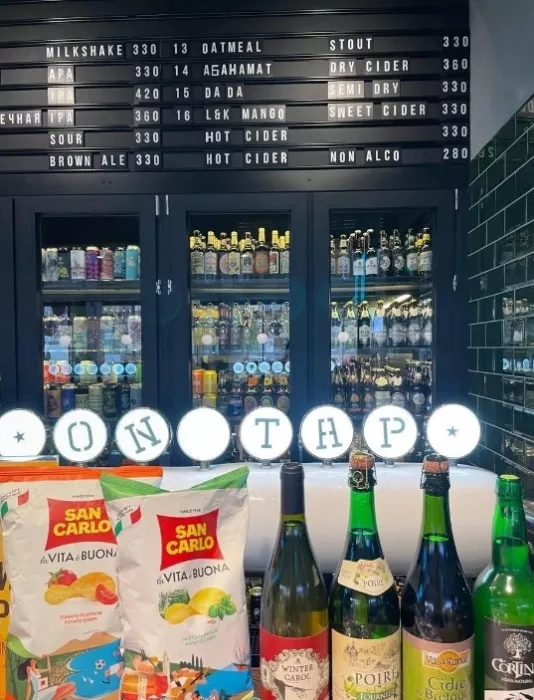 MILKSHAKE 330 13 OATMEAL STOUT 330
APA 330 14 АБАНАМАТ DRY CIDER 360
IPA 420 15 DA DA SEMI DRY 330
ЕЧНАЯ IPA 360 16 L&K MANGO SWEET CIDER 330
SOUR 330 HOT CIDER 330
BROWN ALE 330 HOT CIDER NON ALCO 280
ON TAP
SAN CARLO
la VITA è BUONA
SAN CARLO
la VITA è BUONA
A WINTER CAROL
POIRÉ
POIRÉ
Cidre
CORTINA